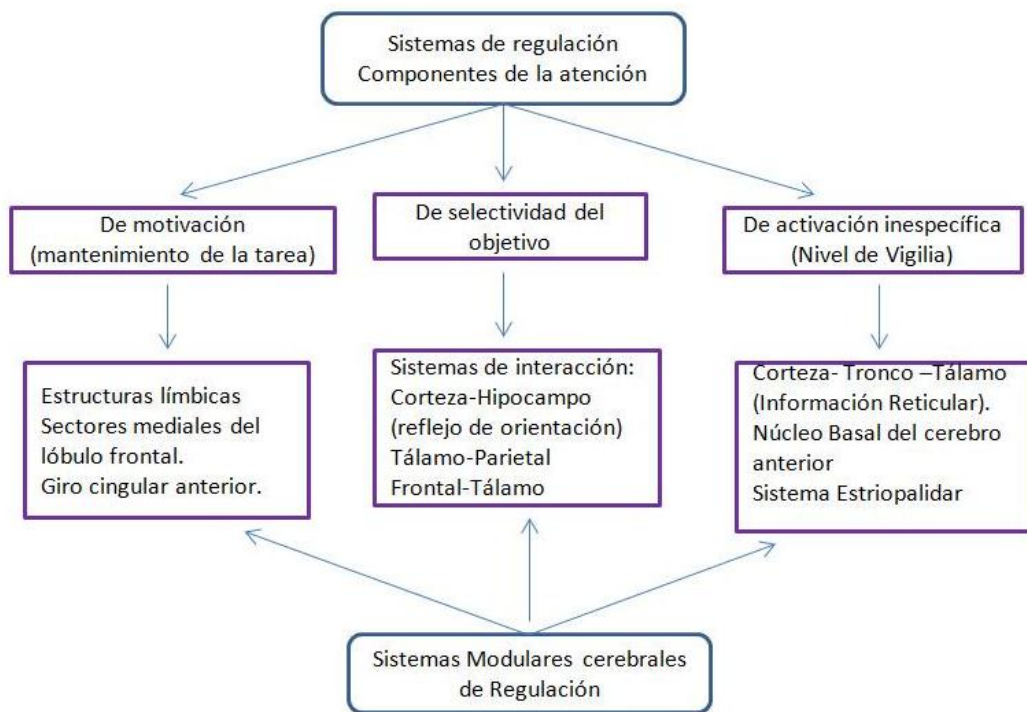 Sistemas de regulación
Componentes de la atención
De motivación
(mantenimiento de la tarea)
De selectividad del
objetivo
De activación inespecífica
(Nivel de Vigilia)
Estructuras límbicas
Sectores mediales del
lóbulo frontal.
Giro cingular anterior.
Sistemas de interacción:
Corteza-Hipocampo
(reflejo de orientación)
Tálamo-Parietal
Frontal-Tálamo
Corteza- Tronco –Tálamo
(Información Reticular).
Núcleo Basal del cerebro
anterior
Sistema Estriopalidar
Sistemas Modulares cerebrales
de Regulación